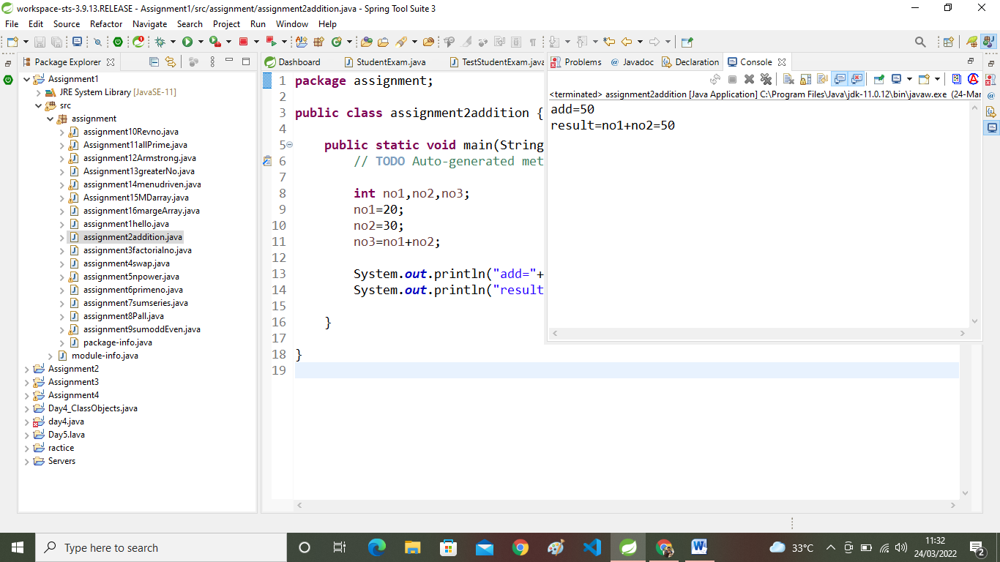 workspace-sts-3.9.13.RELEASE - Assignment1/src/assignment/assignment2addition.java - Spring Tool Suite 3
File Edit Source Refactor Navigate Search Project Run Window Help
Package Explorer
Assignment1
JRE System Library [JavaSE-11]
src
assignment
assignment10Revno.java
Assignment11allPrime.java
assignment12Armstrong.java
Assignment13greaterNo.java
assignment14menudriven.java
Assignment15MDarray.java
assignment16margeArray.java
assignment1hello.java
assignment2addition.java
assignment3factorialno.java
assignment4swap.java
assignment5npower.java
assignment6primeno.java
assignment7sumseries.java
assignment8Pall.java
assignment9sumoddEven.java
package-info.java
module-info.java
Assignment2
Assignment3
Assignment4
Day4_ClassObjects.java
day4.java
Day5.lava
ractice
Servers
Dashboard StudentExam.java TestStudentExam.java
1 package assignment;
2
3 public class assignment2addition {
4
5 public static void main(String
6 // TODO Auto-generated met
7
8 int no1,no2,no3;
9 no1=20;
10 no2=30;
11 no3=no1+no2;
12
13 System.out.println("add="+
14 System.out.println("result
15
16 }
17
18 }
19
Problems @ Javadoc Declaration Console
<terminated> assignment2addition [Java Application] C:\Program Files\Java\jdk-11.0.12\bin\javaw.exe (24-Mar
add=50
result=no1+no2=50
Type here to search
33°C
11:32
24/03/2022
2